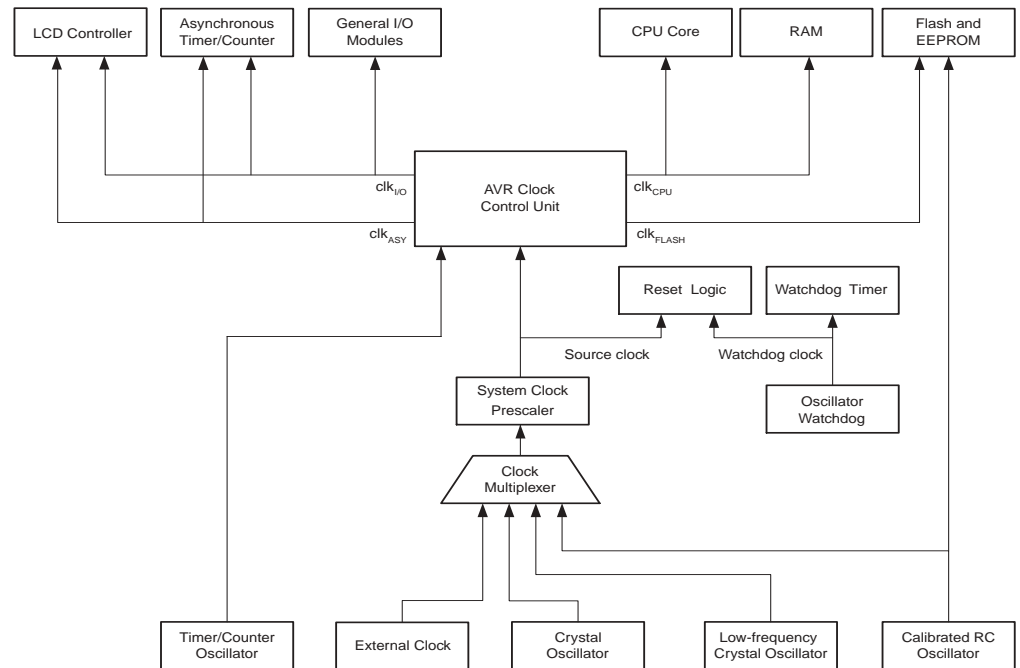 LCD Controller
Asynchronous
Timer/Counter
General I/O
Modules
CPU Core
RAM
Flash and
EEPROM
clkI/O
AVR Clock
Control Unit
clkCPU
clkASY
clkFLASH
Reset Logic
Watchdog Timer
Source clock
Watchdog clock
System Clock
Prescaler
Oscillator
Watchdog
Clock
Multiplexer
Timer/Counter
Oscillator
External Clock
Crystal
Oscillator
Low-frequency
Crystal Oscillator
Calibrated RC
Oscillator